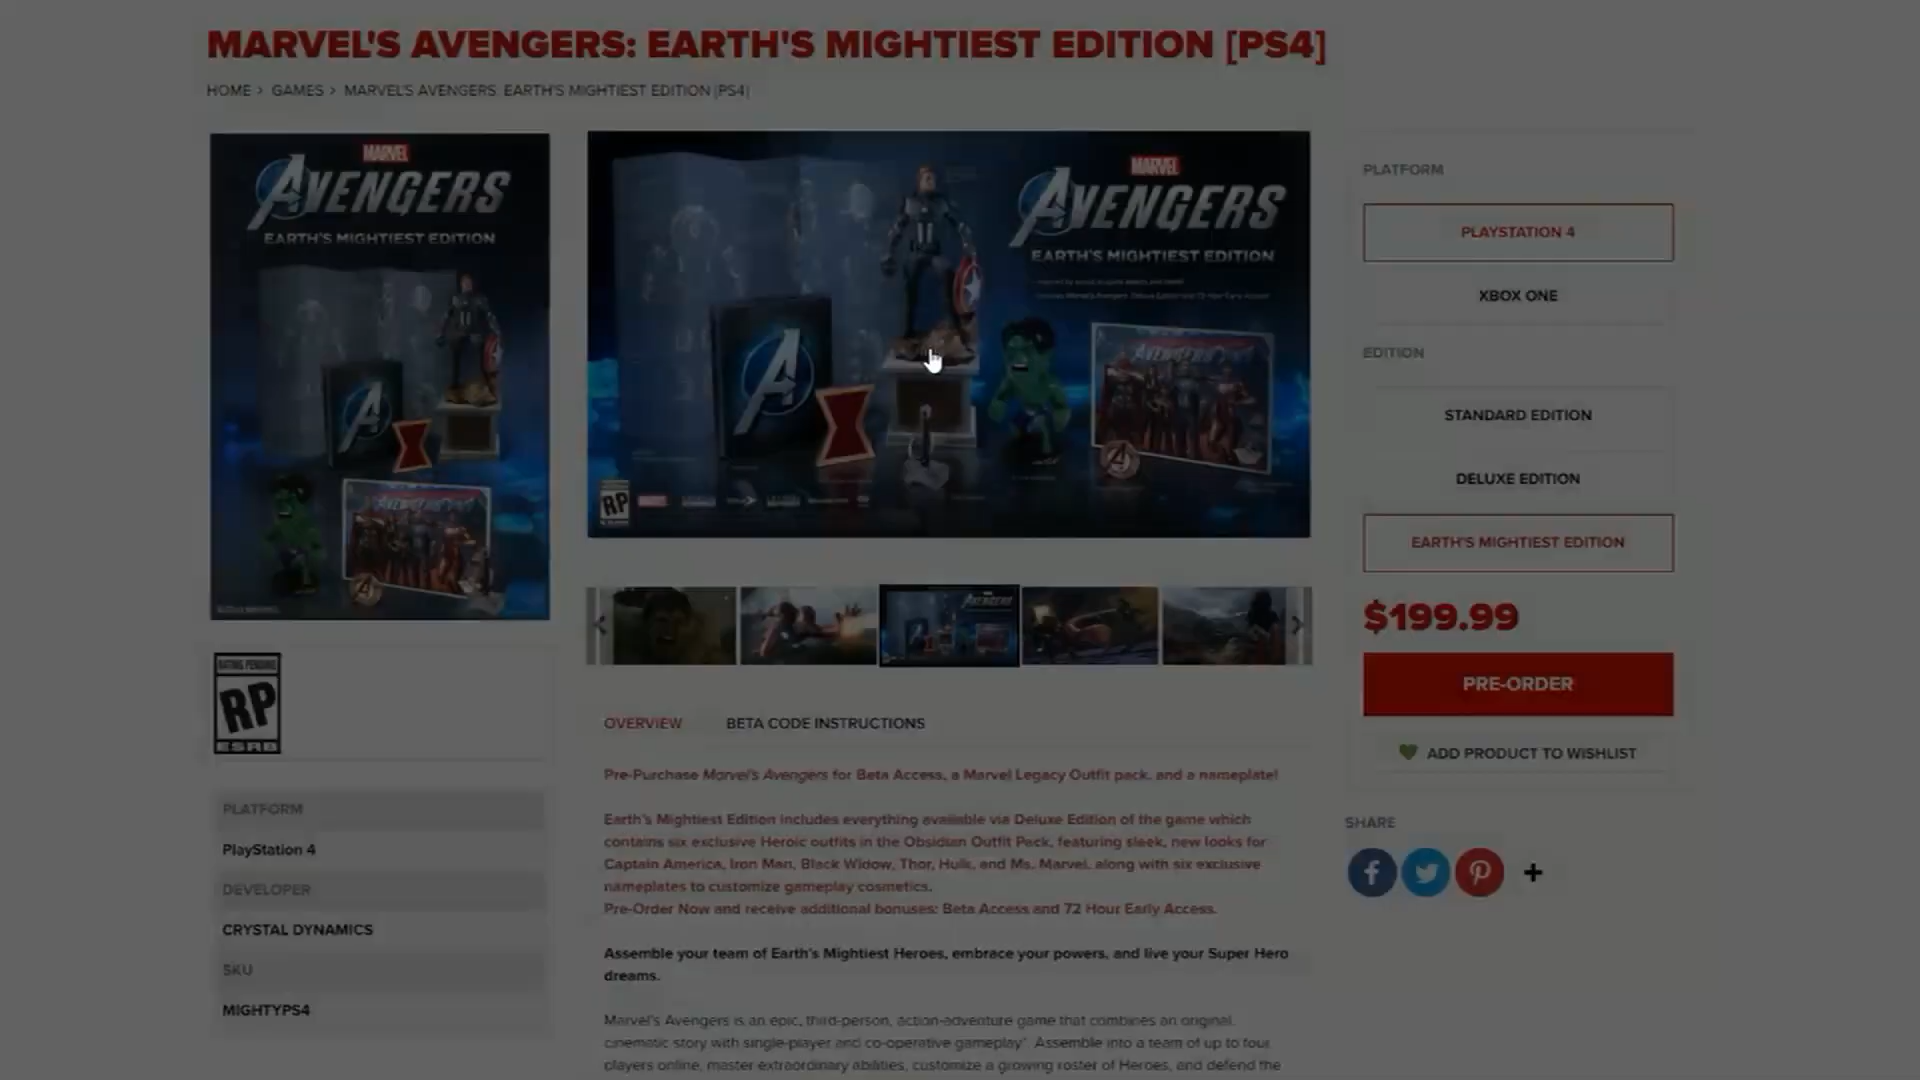 MARVEL'S AVENGERS: EARTH'S MIGHTIEST EDITION [PS4]
HOME > GAMES > MARVEL'S AVENGERS: EARTH'S MIGHTIEST EDITION [PS4]
MARVEL
AVENGERS
EARTH'S MIGHTIEST EDITION
MARVEL
AVENGERS
EARTH'S MIGHTIEST EDITION
RP
PLATFORM
PLAYSTATION 4
XBOX ONE
EDITION
STANDARD EDITION
DELUXE EDITION
EARTH'S MIGHTIEST EDITION
$199.99
PRE-ORDER
ADD PRODUCT TO WISHLIST
SHARE
RATING PENDING
RP
ESRB
PLATFORM
PlayStation 4
DEVELOPER
CRYSTAL DYNAMICS
SKU
MIGHTYPS4
OVERVIEW
BETA CODE INSTRUCTIONS
Pre-Purchase Marvel's Avengers for Beta Access, a Marvel Legacy Outfit pack, and a nameplate!
Earth's Mightiest Edition includes everything available via Deluxe Edition of the game which
contains six exclusive Heroic outfits in the Obsidian Outfit Pack, featuring sleek, new looks for
Captain America, Iron Man, Black Widow, Thor, Hulk, and Ms. Marvel, along with six exclusive
nameplates to customize gameplay cosmetics.
Pre-Order Now and receive additional bonuses: Beta Access and 72 Hour Early Access.
Assemble your team of Earth's Mightiest Heroes, embrace your powers, and live your Super Hero
dreams.
Marvel's Avengers is an epic, third-person, action-adventure game that combines an original,
cinematic story with single-player and co-operative gameplay*. Assemble into a team of up to four
players online, master extraordinary abilities, customize a growing roster of Heroes, and defend the